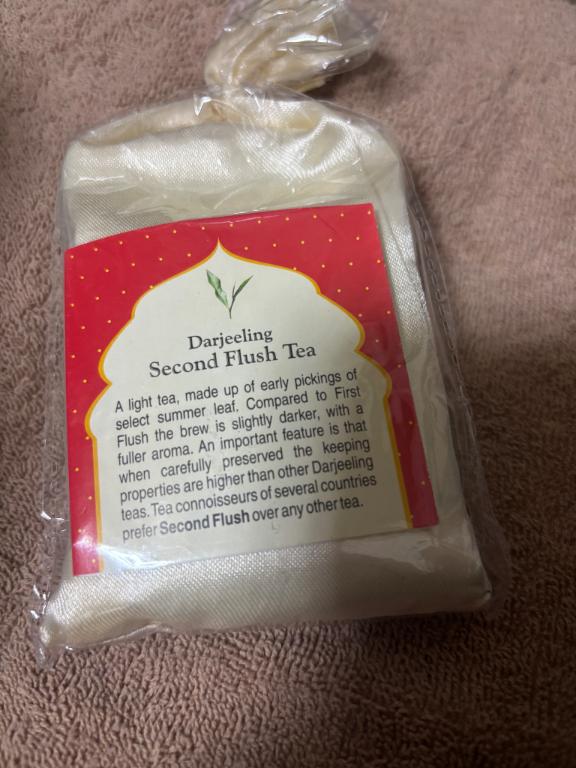 Darjeeling
Second Flush Tea
A light tea, made up of early pickings of
select summer leaf. Compared to First
Flush the brew is slightly darker, with a
fuller aroma. An important feature is that
when carefully preserved the keeping
properties are higher than other Darjeeling
teas. Tea connoisseurs of several countries
prefer Second Flush over any other tea.